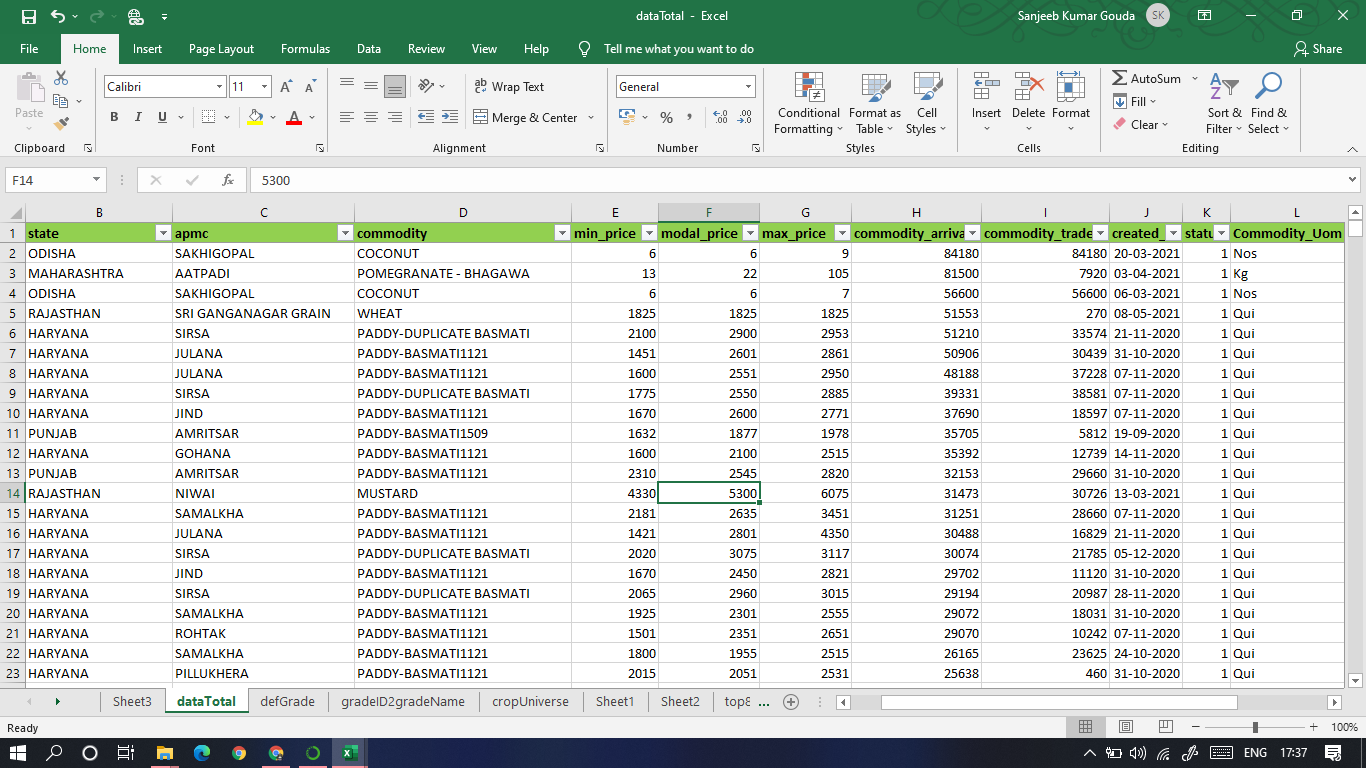 dataTotal - Excel
Sanjeeb Kumar Gouda SK
File Home Insert Page Layout Formulas Data Review View Help Tell me what you want to do Share
Paste
Calibri 11
Wrap Text
General
Conditional Formatting
Format as Table
Cell Styles
Insert Delete Format
AutoSum
Fill
Clear
Sort & Filter
Find & Select
B I U
Merge & Center
Clipboard Font Alignment Number Styles Cells Editing
F14 fx 5300
B C D E F G H I J K L
1 state apmc commodity min_price modal_price max_price commodity_arriva commodity_trade created_ statu Commodity_Uom
2 ODISHA SAKHIGOPAL COCONUT 6 6 9 84180 84180 20-03-2021 1 Nos
3 MAHARASHTRA AATPADI POMEGRANATE - BHAGAWA 13 22 105 81500 7920 03-04-2021 1 Kg
4 ODISHA SAKHIGOPAL COCONUT 6 6 7 56600 56600 06-03-2021 1 Nos
5 RAJASTHAN SRI GANGANAGAR GRAIN WHEAT 1825 1825 1825 51553 270 08-05-2021 1 Qui
6 HARYANA SIRSA PADDY-DUPLICATE BASMATI 2100 2900 2953 51210 33574 21-11-2020 1 Qui
7 HARYANA JULANA PADDY-BASMATI1121 1451 2601 2861 50906 30439 31-10-2020 1 Qui
8 HARYANA JULANA PADDY-BASMATI1121 1600 2551 2950 48188 37228 07-11-2020 1 Qui
9 HARYANA SIRSA PADDY-DUPLICATE BASMATI 1775 2550 2885 39331 38581 07-11-2020 1 Qui
10 HARYANA JIND PADDY-BASMATI1121 1670 2600 2771 37690 18597 07-11-2020 1 Qui
11 PUNJAB AMRITSAR PADDY-BASMATI1509 1632 1877 1978 35705 5812 19-09-2020 1 Qui
12 HARYANA GOHANA PADDY-BASMATI1121 1600 2100 2515 35392 12739 14-11-2020 1 Qui
13 PUNJAB AMRITSAR PADDY-BASMATI1121 2310 2545 2820 32153 29660 31-10-2020 1 Qui
14 RAJASTHAN NIWAI MUSTARD 4330 5300 6075 31473 30726 13-03-2021 1 Qui
15 HARYANA SAMALKHA PADDY-BASMATI1121 2181 2635 3451 31251 28660 07-11-2020 1 Qui
16 HARYANA JULANA PADDY-BASMATI1121 1421 2801 4350 30488 16829 21-11-2020 1 Qui
17 HARYANA SIRSA PADDY-DUPLICATE BASMATI 2020 3075 3117 30074 21785 05-12-2020 1 Qui
18 HARYANA JIND PADDY-BASMATI1121 1670 2450 2821 29702 11120 31-10-2020 1 Qui
19 HARYANA SIRSA PADDY-DUPLICATE BASMATI 2065 2960 3015 29194 20987 28-11-2020 1 Qui
20 HARYANA SAMALKHA PADDY-BASMATI1121 1925 2301 2555 29072 18031 31-10-2020 1 Qui
21 HARYANA ROHTAK PADDY-BASMATI1121 1501 2351 2651 29070 10242 07-11-2020 1 Qui
22 HARYANA SAMALKHA PADDY-BASMATI1121 1800 1955 2515 26165 23625 24-10-2020 1 Qui
23 HARYANA PILLUKHERA PADDY-BASMATI1121 2015 2051 2531 25638 460 31-10-2020 1 Qui
Sheet3 dataTotal defGrade gradeID2gradeName cropUniverse Sheet1 Sheet2 top8 ...
Ready 100%
ENG 17:37